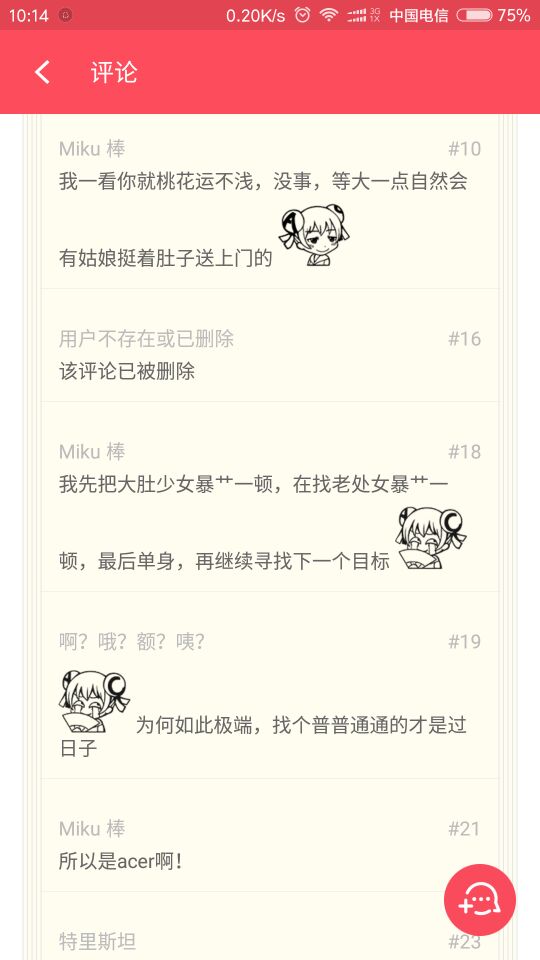 10:14 0.20K/s 3G 1X 中国电信 75%
评论
Miku 棒 #10
我一看你就桃花运不浅，没事，等大一点自然会
有姑娘挺着肚子送上门的
用户不存在或已删除 #16
该评论已被删除
Miku 棒 #18
我先把大肚少女暴艹一顿，在找老处女暴艹一
顿，最后单身，再继续寻找下一个目标
啊？哦？额？咦？ #19
为何如此极端，找个普普通通的才是过
日子
Miku 棒 #21
所以是acer啊！
特里斯坦 #23